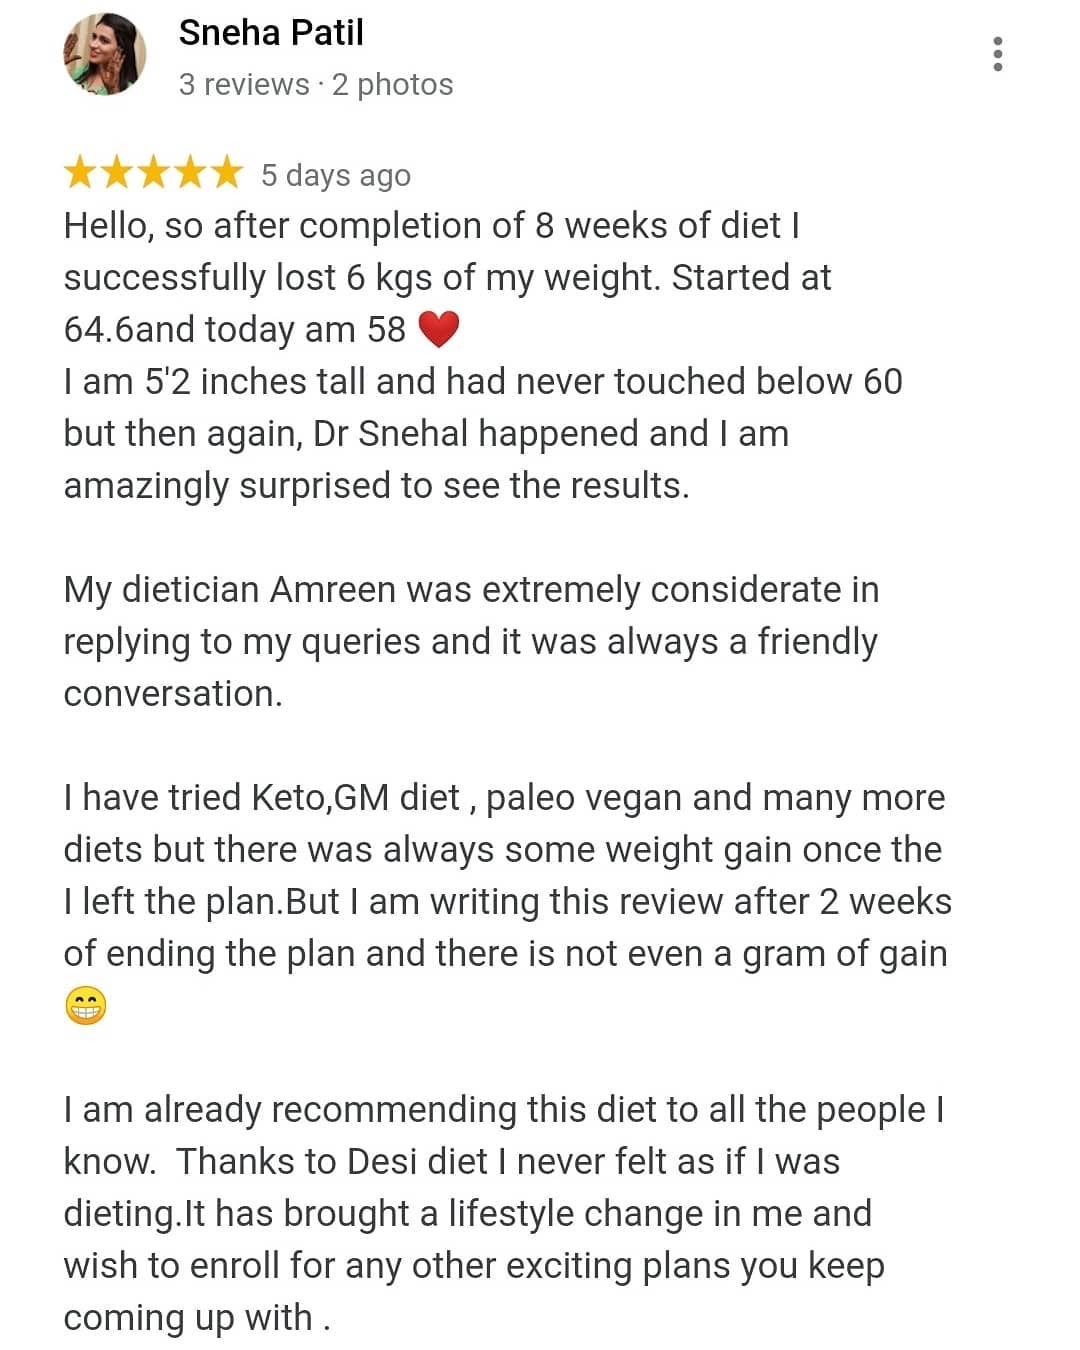 Sneha Patil
3 reviews · 2 photos
5 days ago
Hello, so after completion of 8 weeks of diet I
successfully lost 6 kgs of my weight. Started at
64.6and today am 58 ❤️
I am 5'2 inches tall and had never touched below 60
but then again, Dr Snehal happened and I am
amazingly surprised to see the results.
My dietician Amreen was extremely considerate in
replying to my queries and it was always a friendly
conversation.
I have tried Keto,GM diet , paleo vegan and many more
diets but there was always some weight gain once the
I left the plan.But I am writing this review after 2 weeks
of ending the plan and there is not even a gram of gain
😁
I am already recommending this diet to all the people I
know.  Thanks to Desi diet I never felt as if I was
dieting.It has brought a lifestyle change in me and
wish to enroll for any other exciting plans you keep
coming up with .